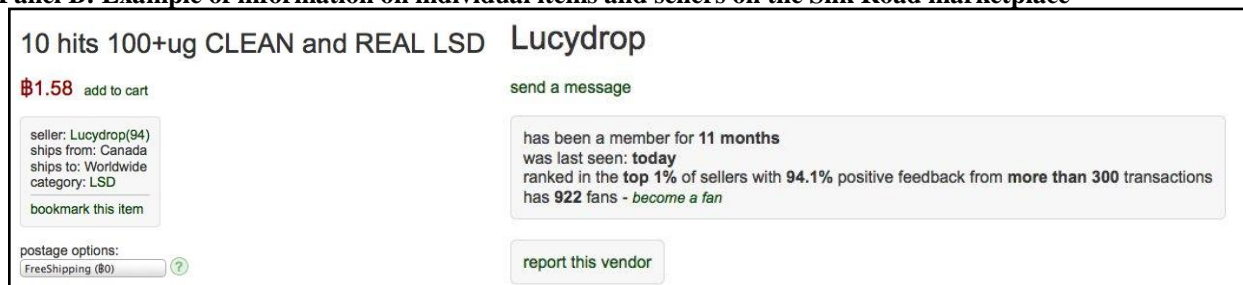 Panel D: Example of information on individual items and sellers on the Silk Road marketplace
10 hits 100+ug CLEAN and REAL LSD
฿1.58 add to cart
seller: Lucydrop(94)
ships from: Canada
ships to: Worldwide
category: LSD
bookmark this item
postage options:
FreeShipping (฿0)
?
Lucydrop
send a message
has been a member for 11 months
was last seen: today
ranked in the top 1% of sellers with 94.1% positive feedback from more than 300 transactions
has 922 fans - become a fan
report this vendor